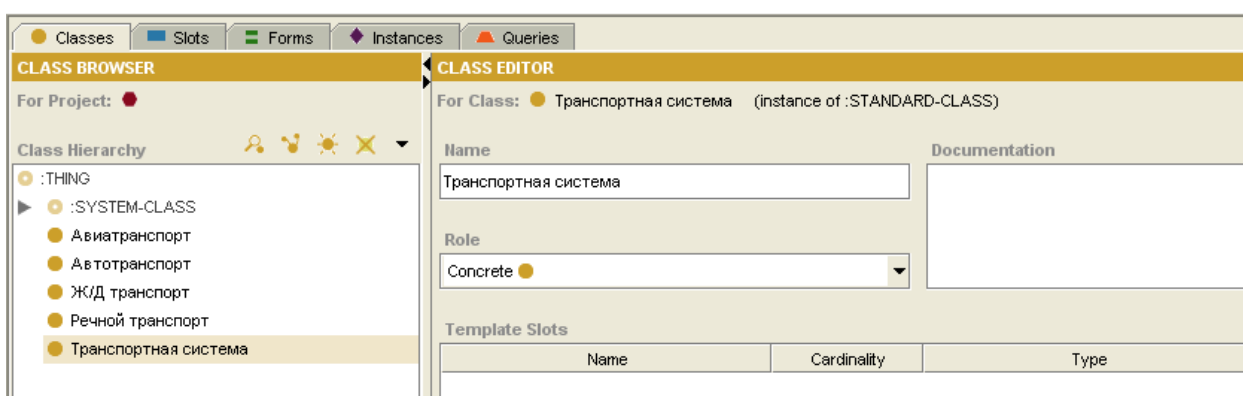 Classes Slots Forms Instances Queries
CLASS BROWSER
For Project:
Class Hierarchy
:THING
:SYSTEM-CLASS
Авиатранспорт
Автотранспорт
Ж/Д транспорт
Речной транспорт
Транспортная система
CLASS EDITOR
For Class: Транспортная система (instance of :STANDARD-CLASS)
Name
Транспортная система
Documentation
Role
Concrete
Template Slots
Name Cardinality Type